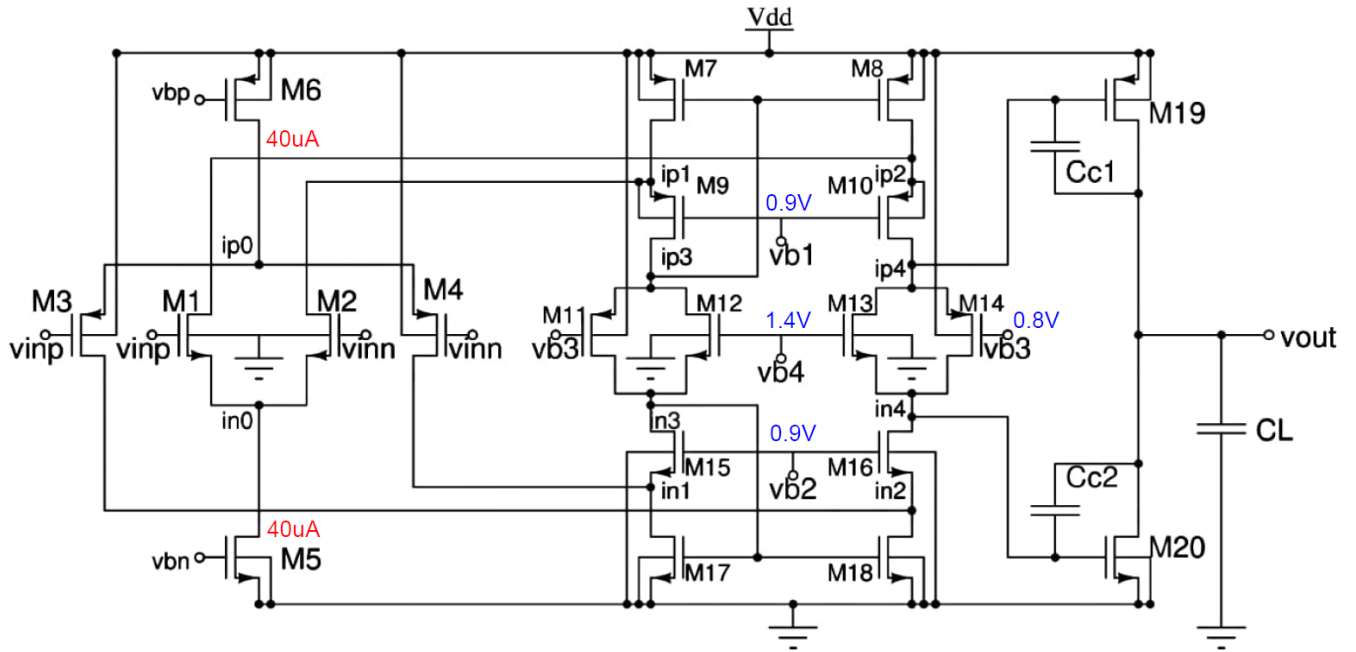 Vdd
M7
M8
vbp
M6
M19
40uA
Cc1
ip1
M9
ip2
M10
0.9V
vb1
ip0
ip3
ip4
M3
M1
M2
M4
M11
M12
M13
M14
1.4V
0.8V
vinp
vinp
vinn
vinn
vb3
vb4
vb3
vout
in0
in3
in4
0.9V
CL
M15
M16
in1
vb2
in2
Cc2
40uA
vbn
M5
M17
M18
M20